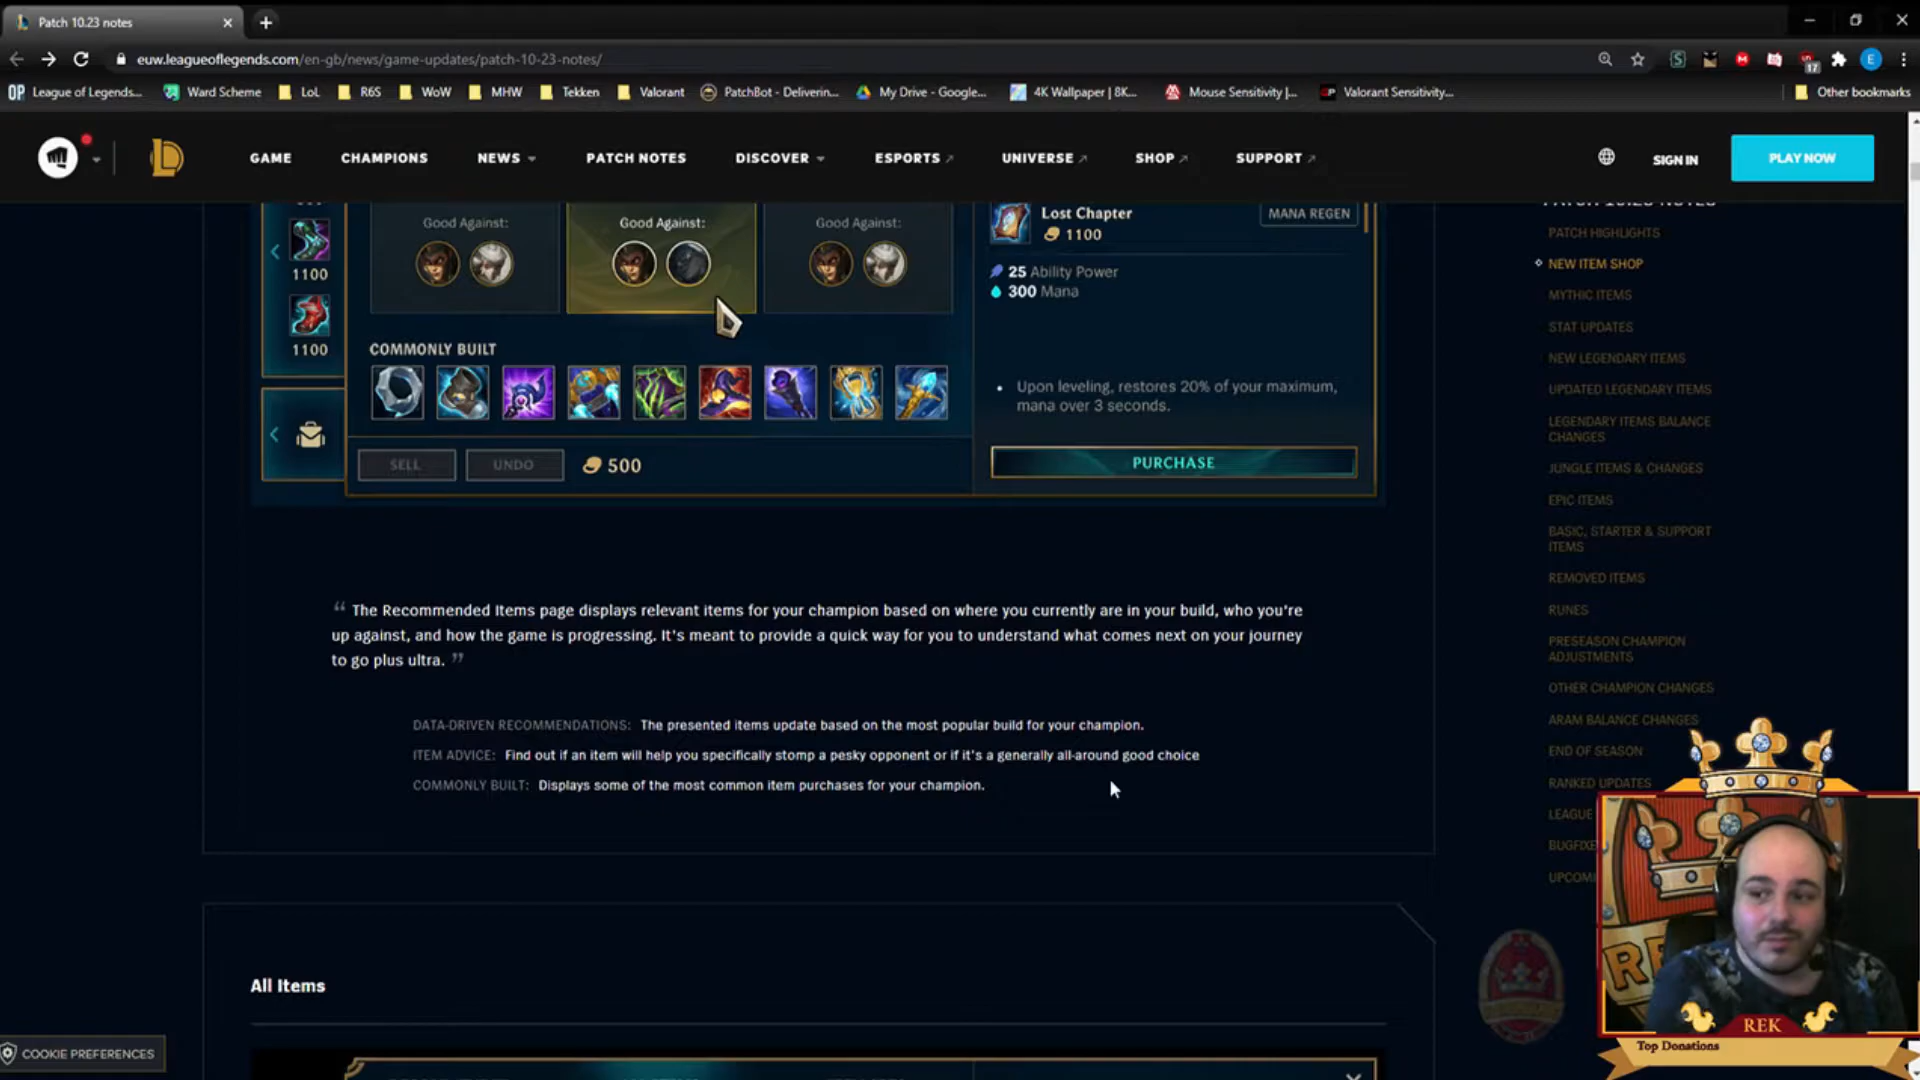 Patch 10.23 notes
euw.leagueoflegends.com/en-gb/news/game-updates/patch-10-23-notes/
17
E
OP League of Legends... Ward Scheme LoL R6S WoW MHW Tekken Valorant PatchBot - Deliverin... My Drive - Google... 4K Wallpaper | 8K... Mouse Sensitivity |... Valorant Sensitivity... Other bookmarks
GAME CHAMPIONS NEWS PATCH NOTES DISCOVER ESPORTS UNIVERSE SHOP SUPPORT SIGN IN PLAY NOW
1100
1100
Good Against: Good Against: Good Against:
COMMONLY BUILT
SELL UNDO 500
Lost Chapter MANA REGEN
1100
25 Ability Power
300 Mana
• Upon leveling, restores 20% of your maximum,
mana over 3 seconds.
PURCHASE
“ The Recommended Items page displays relevant items for your champion based on where you currently are in your build, who you're
up against, and how the game is progressing. It's meant to provide a quick way for you to understand what comes next on your journey
to go plus ultra. ”
DATA-DRIVEN RECOMMENDATIONS: The presented items update based on the most popular build for your champion.
ITEM ADVICE: Find out if an item will help you specifically stomp a pesky opponent or if it's a generally all-around good choice
COMMONLY BUILT: Displays some of the most common item purchases for your champion.
All Items
COOKIE PREFERENCES
PATCH 10.23 NOTES
PATCH HIGHLIGHTS
NEW ITEM SHOP
MYTHIC ITEMS
STAT UPDATES
NEW LEGENDARY ITEMS
UPDATED LEGENDARY ITEMS
LEGENDARY ITEMS BALANCE
CHANGES
JUNGLE ITEMS & CHANGES
EPIC ITEMS
BASIC, STARTER & SUPPORT
ITEMS
REMOVED ITEMS
RUNES
PRESEASON CHAMPION
ADJUSTMENTS
OTHER CHAMPION CHANGES
ARAM BALANCE CHANGES
END OF SEASON
RANKED UPDATES
LEAGUE
BUGFIXE
UPCOMI
REK
Top Donations